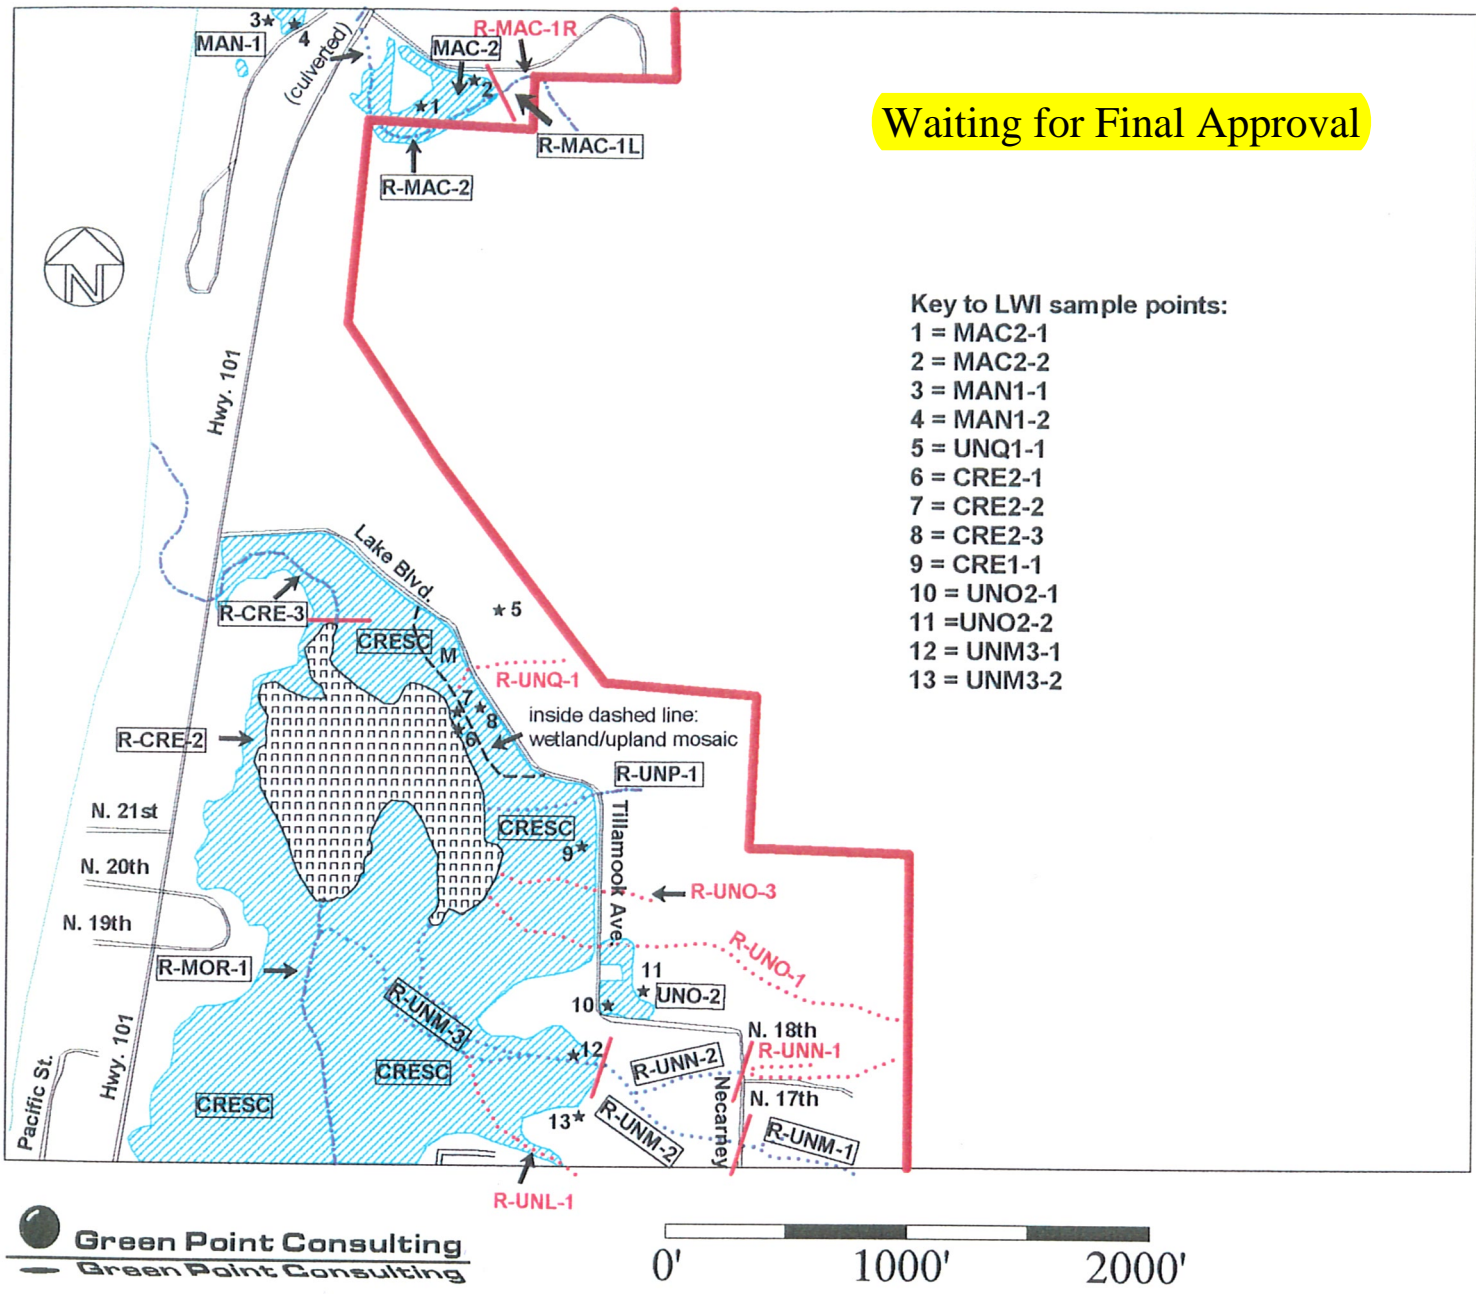 3
4
MAN-1
(culverted)
R-MAC-1R
MAC-2
2
1
R-MAC-1L
R-MAC-2
Waiting for Final Approval
N
Hwy. 101
Key to LWI sample points:
1 = MAC2-1
2 = MAC2-2
3 = MAN1-1
4 = MAN1-2
5 = UNQ1-1
6 = CRE2-1
7 = CRE2-2
8 = CRE2-3
9 = CRE1-1
10 = UNO2-1
11 =UNO2-2
12 = UNM3-1
13 = UNM3-2
Lake Blvd.
5
R-CRE-3
CRESC
M
R-UNQ-1
7
8
6
inside dashed line:
wetland/upland mosaic
R-CRE-2
R-UNP-1
N. 21st
CRESC
9
Tillamook Ave.
N. 20th
R-UNO-3
N. 19th
R-UNO-1
R-MOR-1
11
UNO-2
10
R-UNM-3
N. 18th
12
R-UNN-1
R-UNN-2
CRESC
Hwy. 101
Pacific St.
CRESC
Necarney
N. 17th
13
R-UNM-2
R-UNM-1
R-UNL-1
Green Point Consulting
Green Point Consulting
0'
1000'
2000'